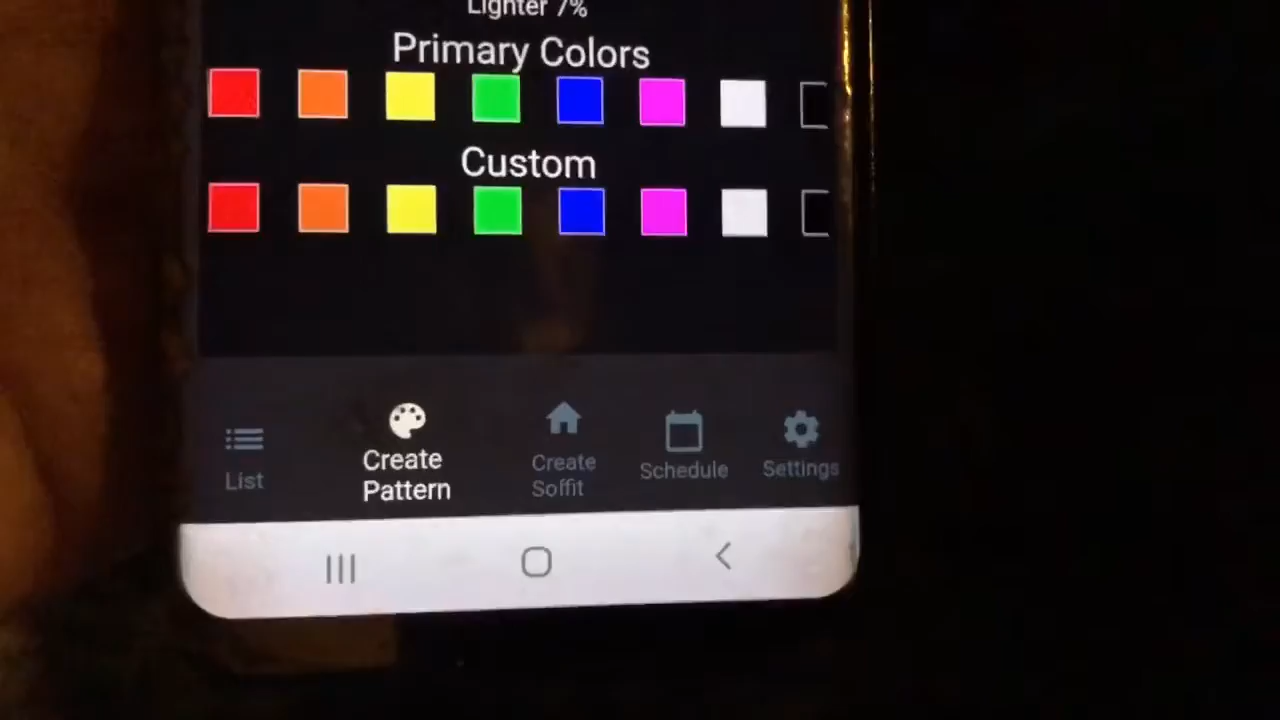 Lighter 7%
Primary Colors
Custom
List
Create
Pattern
Create
Soffit
Schedule
Settings